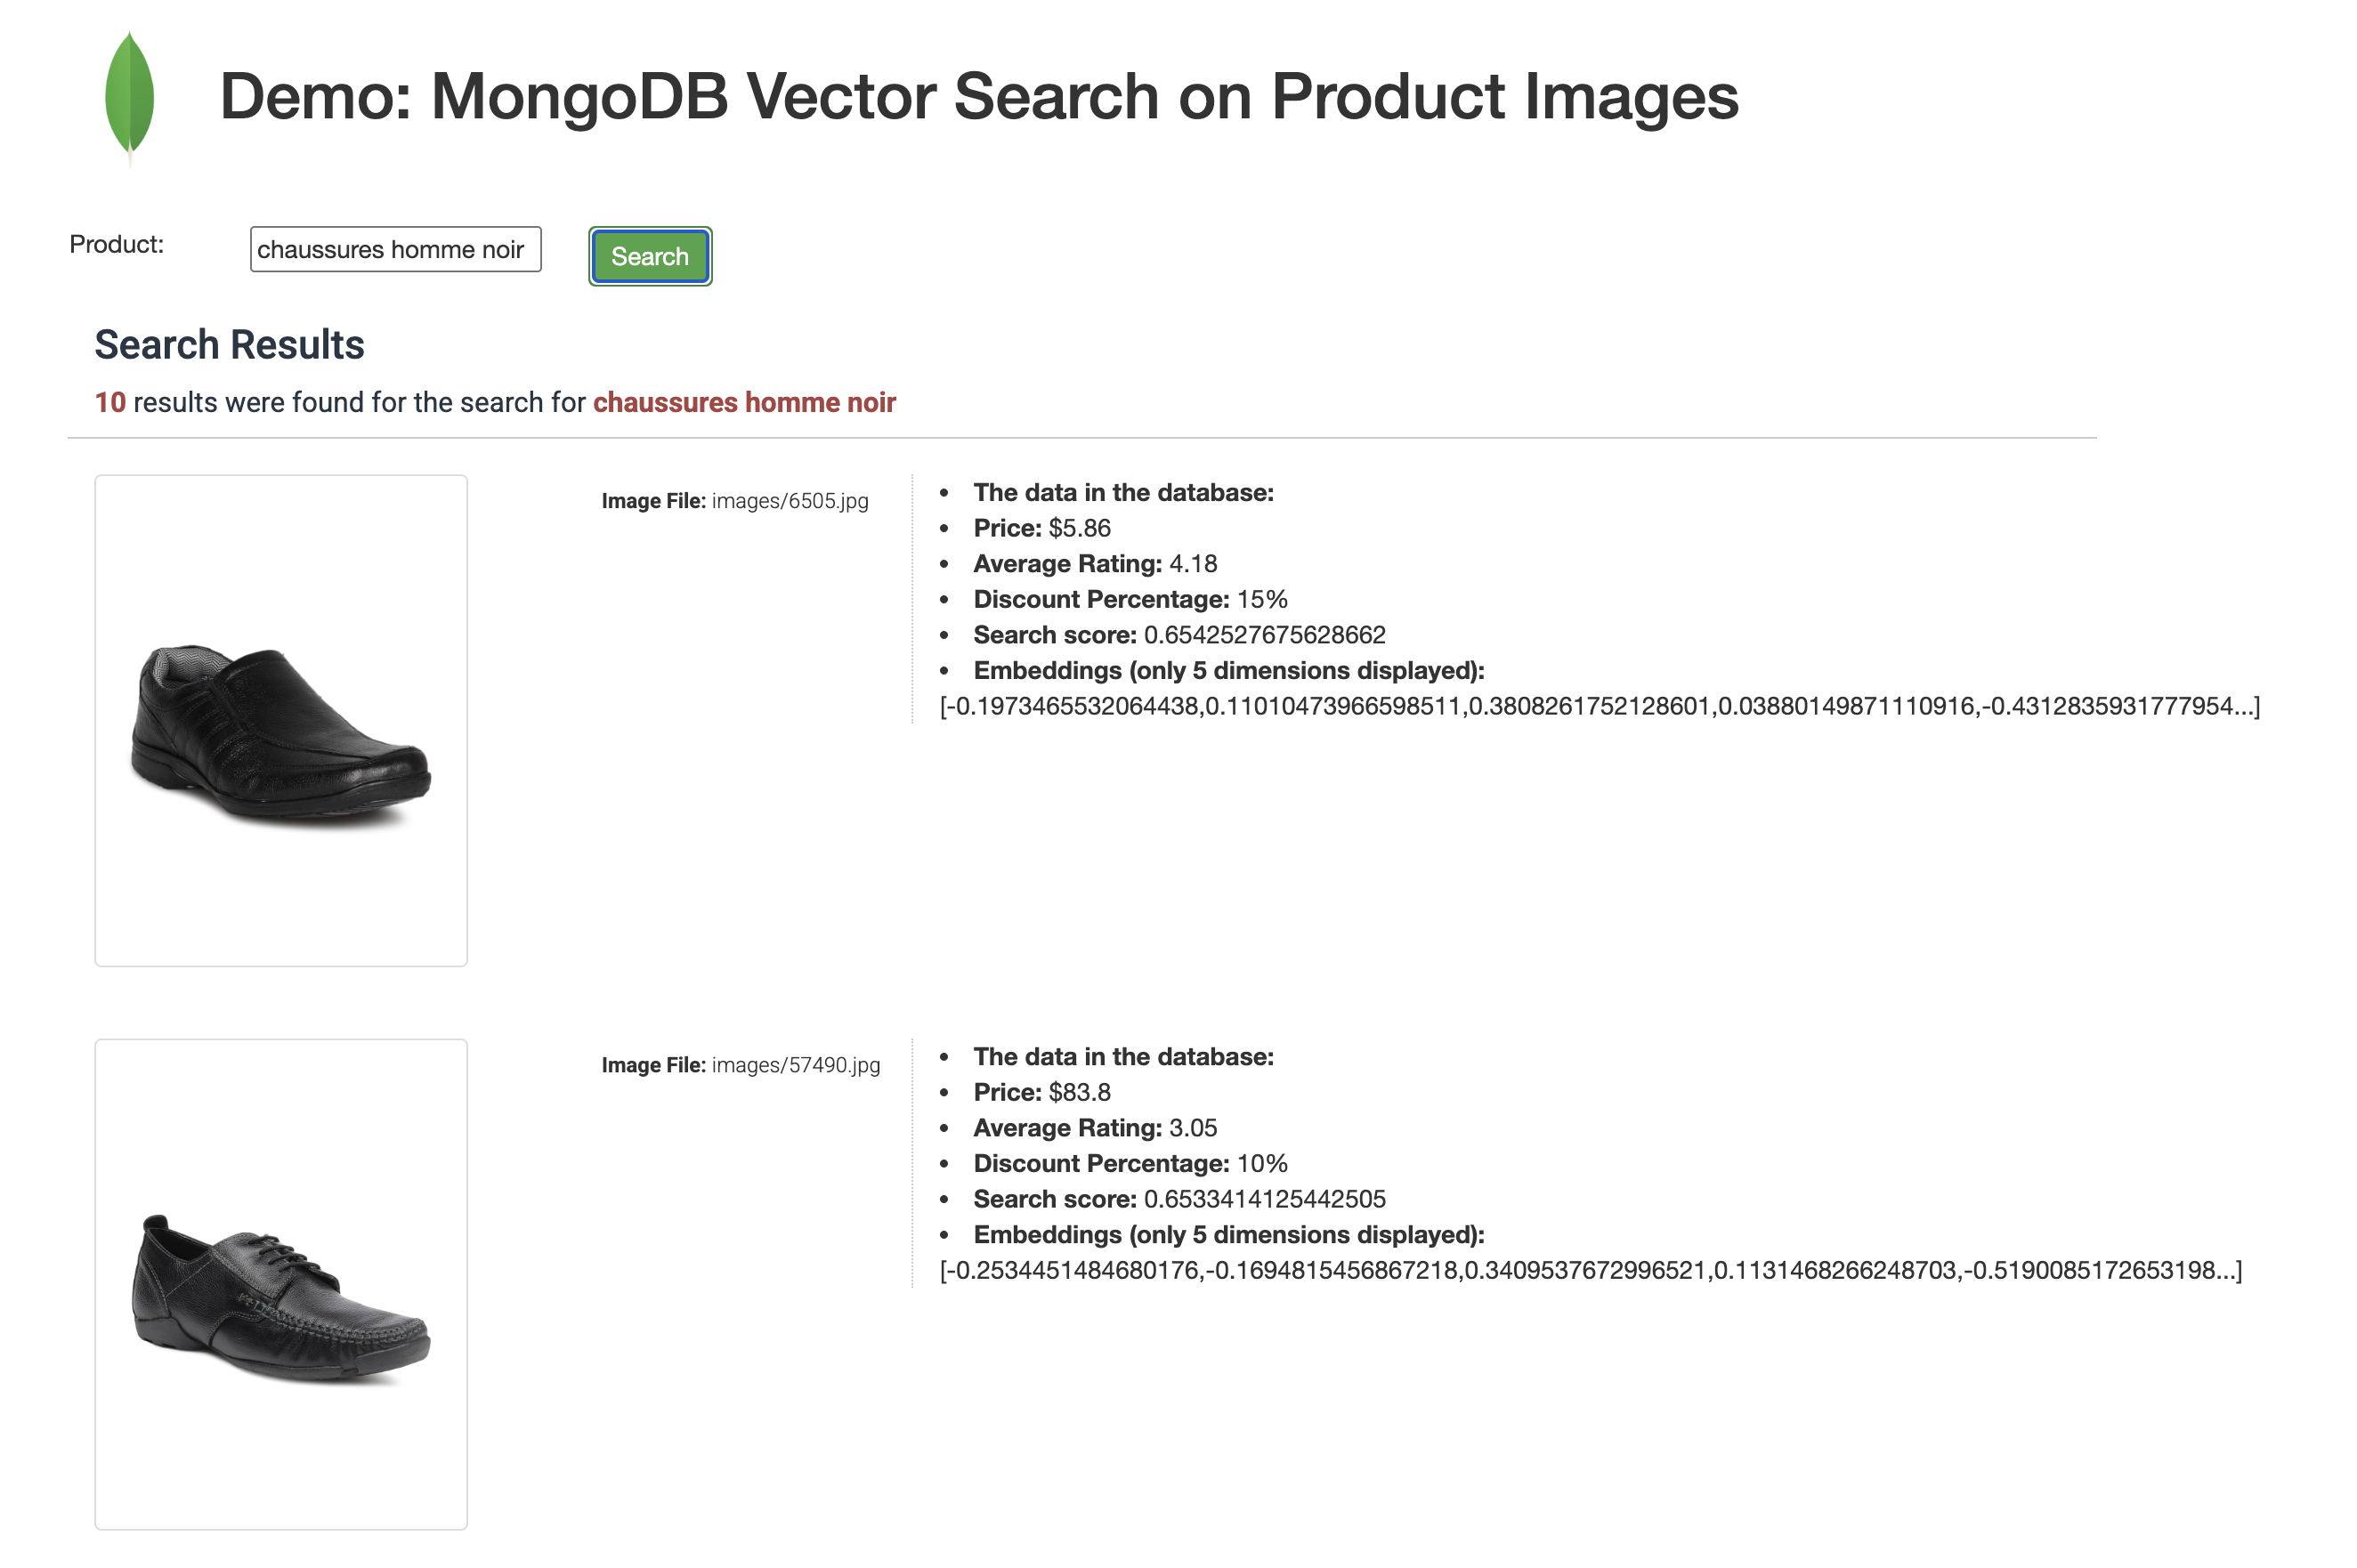 Demo: MongoDB Vector Search on Product Images
Product: chaussures homme noir Search
Search Results
10 results were found for the search for chaussures homme noir
Image File: images/6505.jpg
• The data in the database:
• Price: $5.86
• Average Rating: 4.18
• Discount Percentage: 15%
• Search score: 0.6542527675628662
• Embeddings (only 5 dimensions displayed):
[-0.1973465532064438,0.11010473966598511,0.3808261752128601,0.03880149871110916,-0.4312835931777954...]
Image File: images/57490.jpg
• The data in the database:
• Price: $83.8
• Average Rating: 3.05
• Discount Percentage: 10%
• Search score: 0.6533414125442505
• Embeddings (only 5 dimensions displayed):
[-0.2534451484680176,-0.1694815456867218,0.3409537672996521,0.1131468266248703,-0.5190085172653198...]